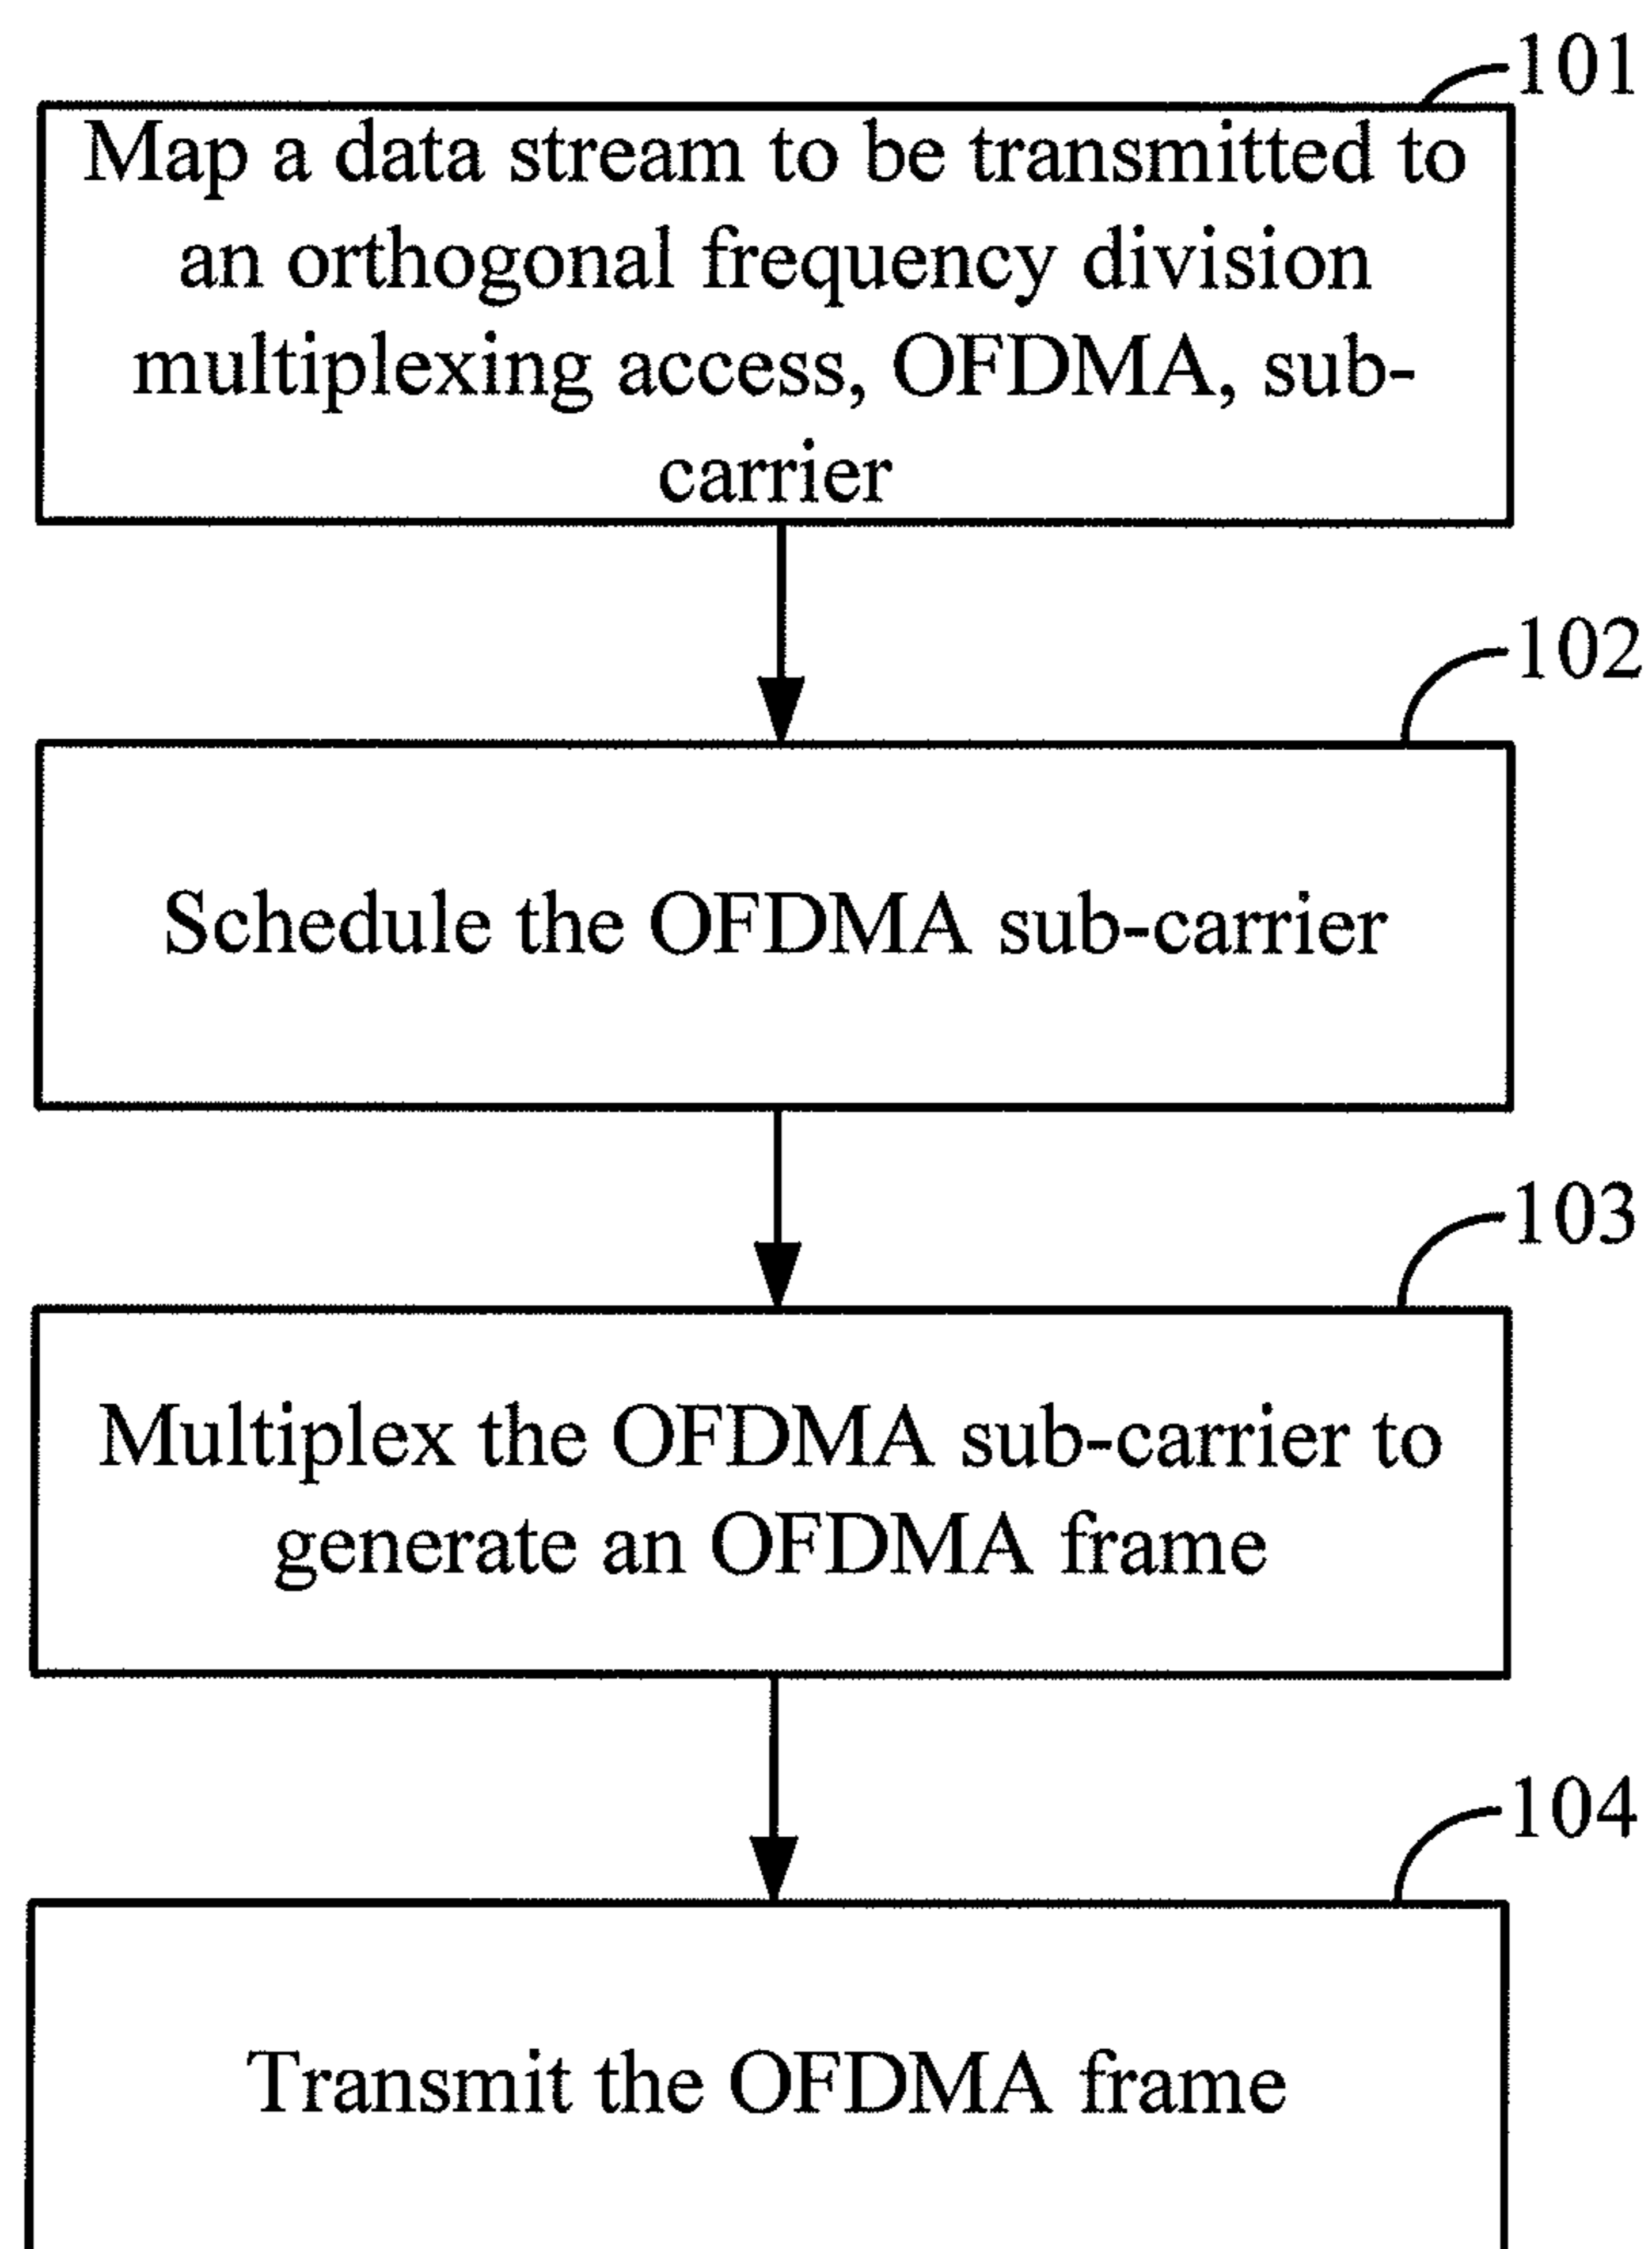 101
Map a data stream to be transmitted to
an orthogonal frequency division
multiplexing access, OFDMA, sub-
carrier
102
Schedule the OFDMA sub-carrier
103
Multiplex the OFDMA sub-carrier to
generate an OFDMA frame
104
Transmit the OFDMA frame